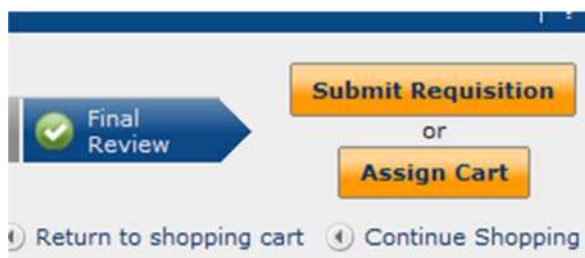 Final
Review
Submit Requisition
or
Assign Cart
Return to shopping cart
Continue Shopping